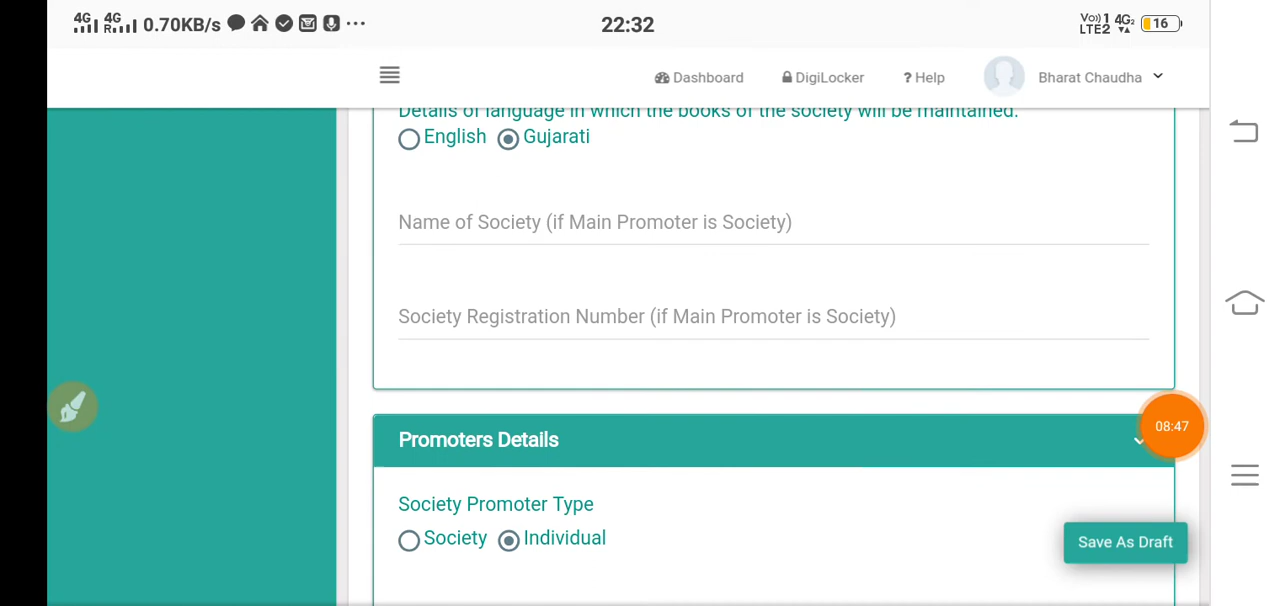 4G 4G R 0.70KB/s ... 22:32 Vo) 1 LTE2 4G2 16
Dashboard DigiLocker ? Help Bharat Chaudha
Details of language in which the books of the society will be maintained.
English Gujarati
Name of Society (if Main Promoter is Society)
Society Registration Number (if Main Promoter is Society)
Promoters Details
08:47
Society Promoter Type
Society Individual
Save As Draft